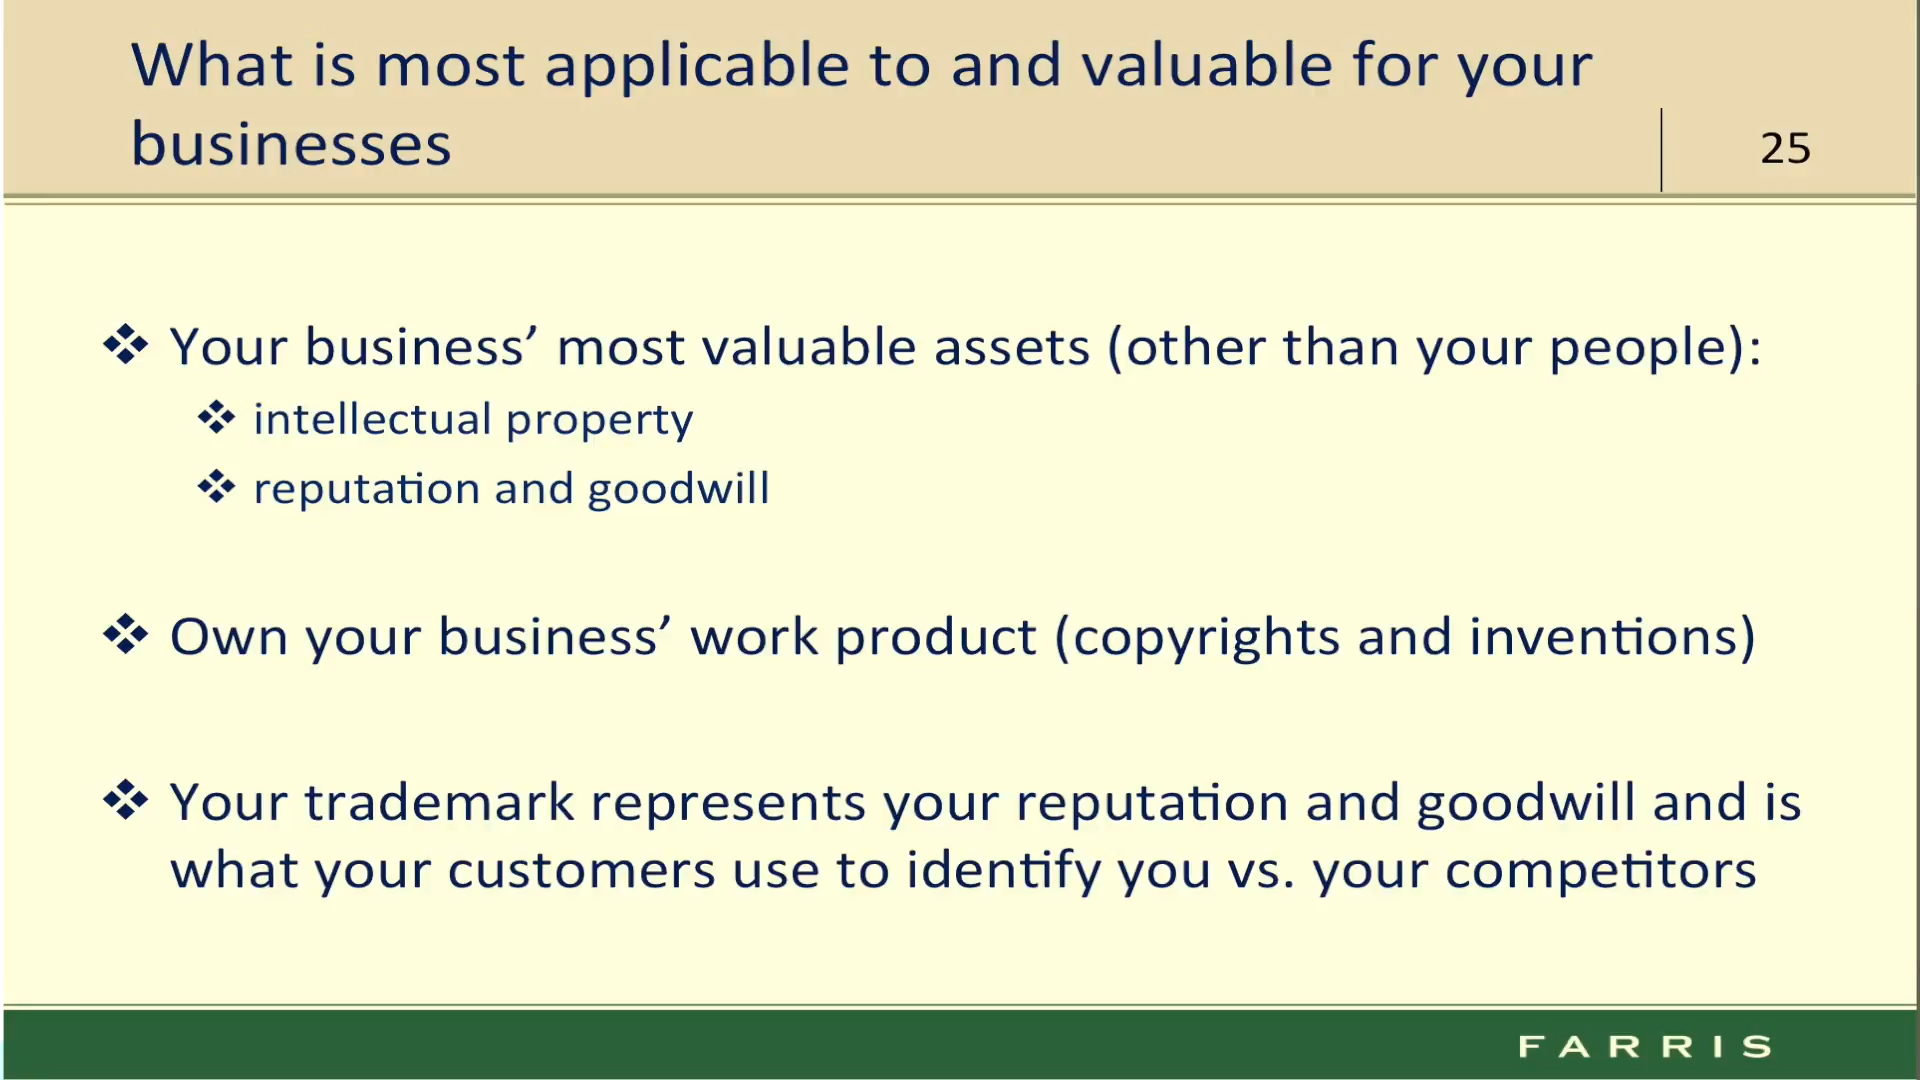 What is most applicable to and valuable for your
businesses
25
❖ Your business’ most valuable assets (other than your people):
❖ intellectual property
❖ reputation and goodwill
❖ Own your business’ work product (copyrights and inventions)
❖ Your trademark represents your reputation and goodwill and is
what your customers use to identify you vs. your competitors
FARRIS